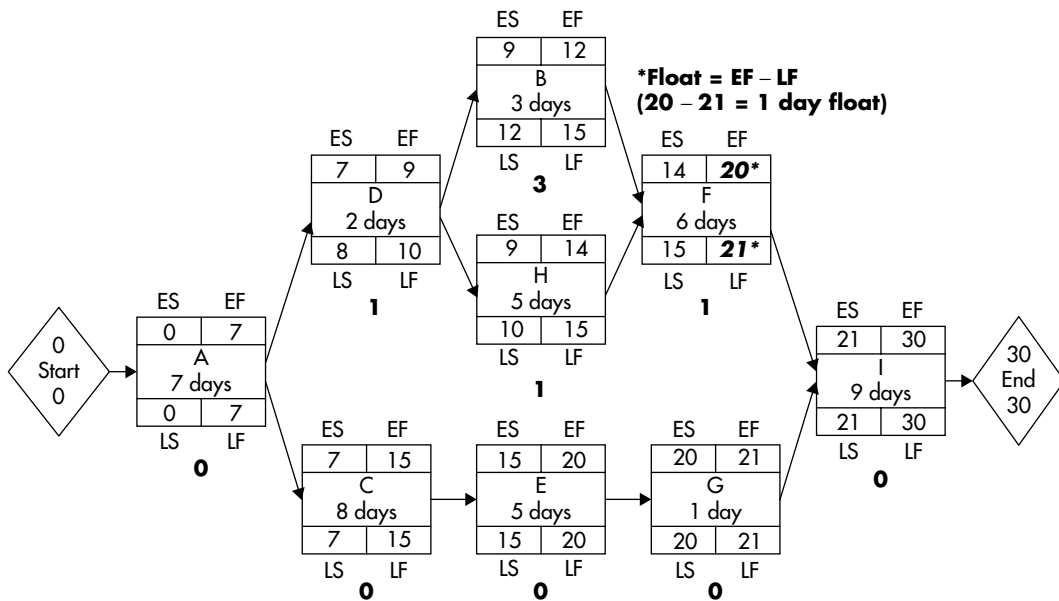 ES EF
9 12
B
3 days
12 15
LS LF
3
*Float = EF – LF
(20 – 21 = 1 day float)
ES EF
7 9
D
2 days
8 10
LS LF
1
ES EF
9 14
H
5 days
10 15
LS LF
1
ES EF
14 20*
F
6 days
15 21*
LS LF
1
0
Start
0
ES EF
0 7
A
7 days
0 7
LS LF
0
ES EF
21 30
I
9 days
21 30
LS LF
0
30
End
30
ES EF
7 15
C
8 days
7 15
LS LF
0
ES EF
15 20
E
5 days
15 20
LS LF
0
ES EF
20 21
G
1 day
20 21
LS LF
0